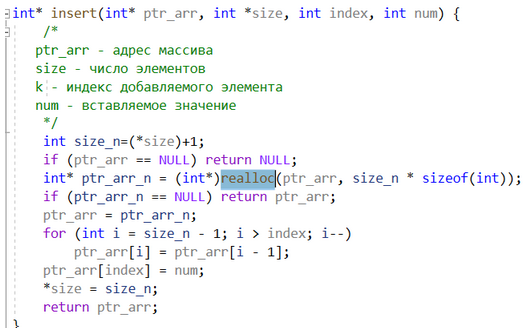 int* insert(int* ptr_arr, int *size, int index, int num) {
/*
ptr_arr - адрес массива
size - число элементов
k - индекс добавляемого элемента
num - вставляемое значение
*/
int size_n=(*size)+1;
if (ptr_arr == NULL) return NULL;
int* ptr_arr_n = (int*)realloc(ptr_arr, size_n * sizeof(int));
if (ptr_arr_n == NULL) return ptr_arr;
ptr_arr = ptr_arr_n;
for (int i = size_n - 1; i > index; i--)
ptr_arr[i] = ptr_arr[i - 1];
ptr_arr[index] = num;
*size = size_n;
return ptr_arr;
}